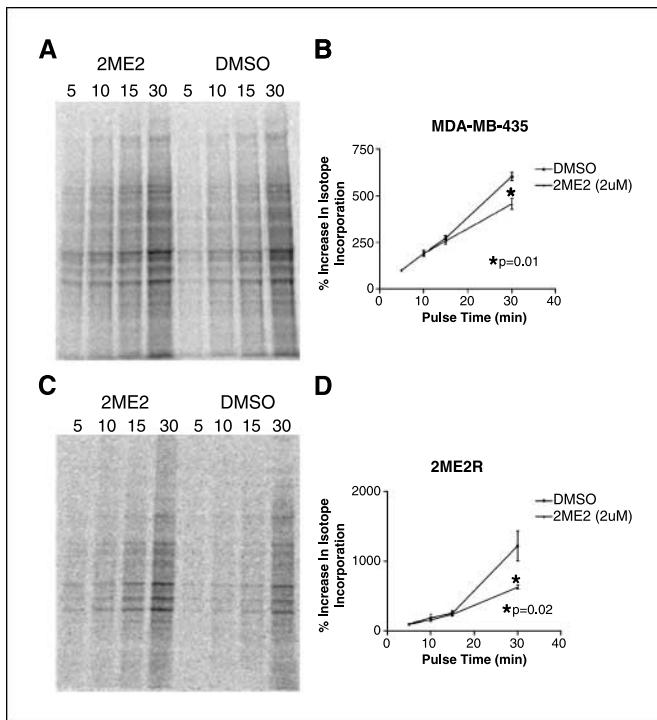 A
2ME2 DMSO
5 10 15 30 5 10 15 30
B
MDA-MB-435
% Increase In Isotope
Incorporation
750
500
250
0
0 10 20 30 40
Pulse Time (min)
DMSO
2ME2 (2uM)
*
*p=0.01
C
2ME2 DMSO
5 10 15 30 5 10 15 30
D
2ME2R
% Increase In Isotope
Incorporation
2000
1000
0
0 10 20 30 40
Pulse Time (min)
DMSO
2ME2 (2uM)
*
*p=0.02